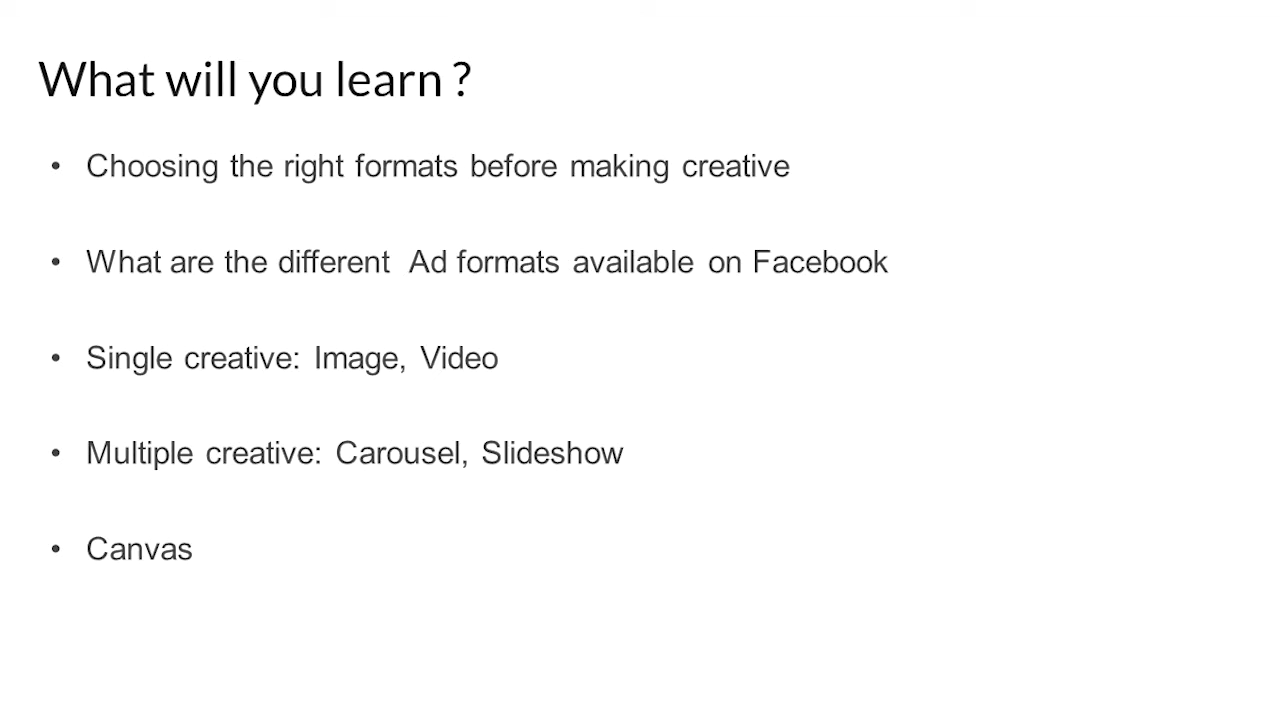 What will you learn ?
• Choosing the right formats before making creative
• What are the different  Ad formats available on Facebook
• Single creative: Image, Video
• Multiple creative: Carousel, Slideshow
• Canvas